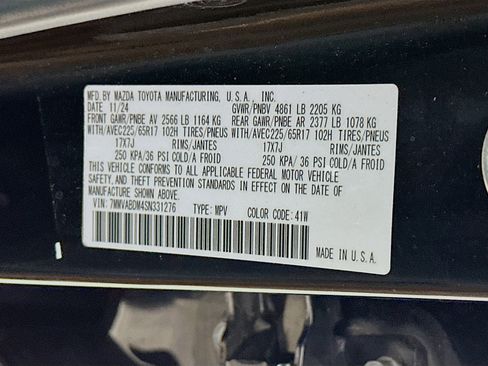 MFD. BY MAZDA TOYOTA MANUFACTURING, U.S.A., INC.
DATE 11/24 GVWR/PNBV 4861 LB 2205 KG
FRONT GAWR/PNBE AV 2566 LB 1164 KG REAR GAWR/PNBE AR 2377 LB 1078 KG
WITH/AVEC225/65R17 102H TIRES/PNEUS WITH/AVEC225/65R17 102H TIRES/PNEUS
17X7J RIMS/JANTES 17X7J RIMS/JANTES
250 KPA/36 PSI COLD/A FROID 250 KPA/36 PSI COLD/A FROID
THIS VEHICLE CONFORMS TO ALL APPLICABLE FEDERAL MOTOR VEHICLE
SAFETY, AND THEFT PREVENTION STANDARDS IN EFFECT ON THE DATE OF
MANUFACTURE SHOWN ABOVE.
VIN: 7MMVABDM4SN331276 TYPE: MPV COLOR CODE: 41W
MADE IN U.S.A.